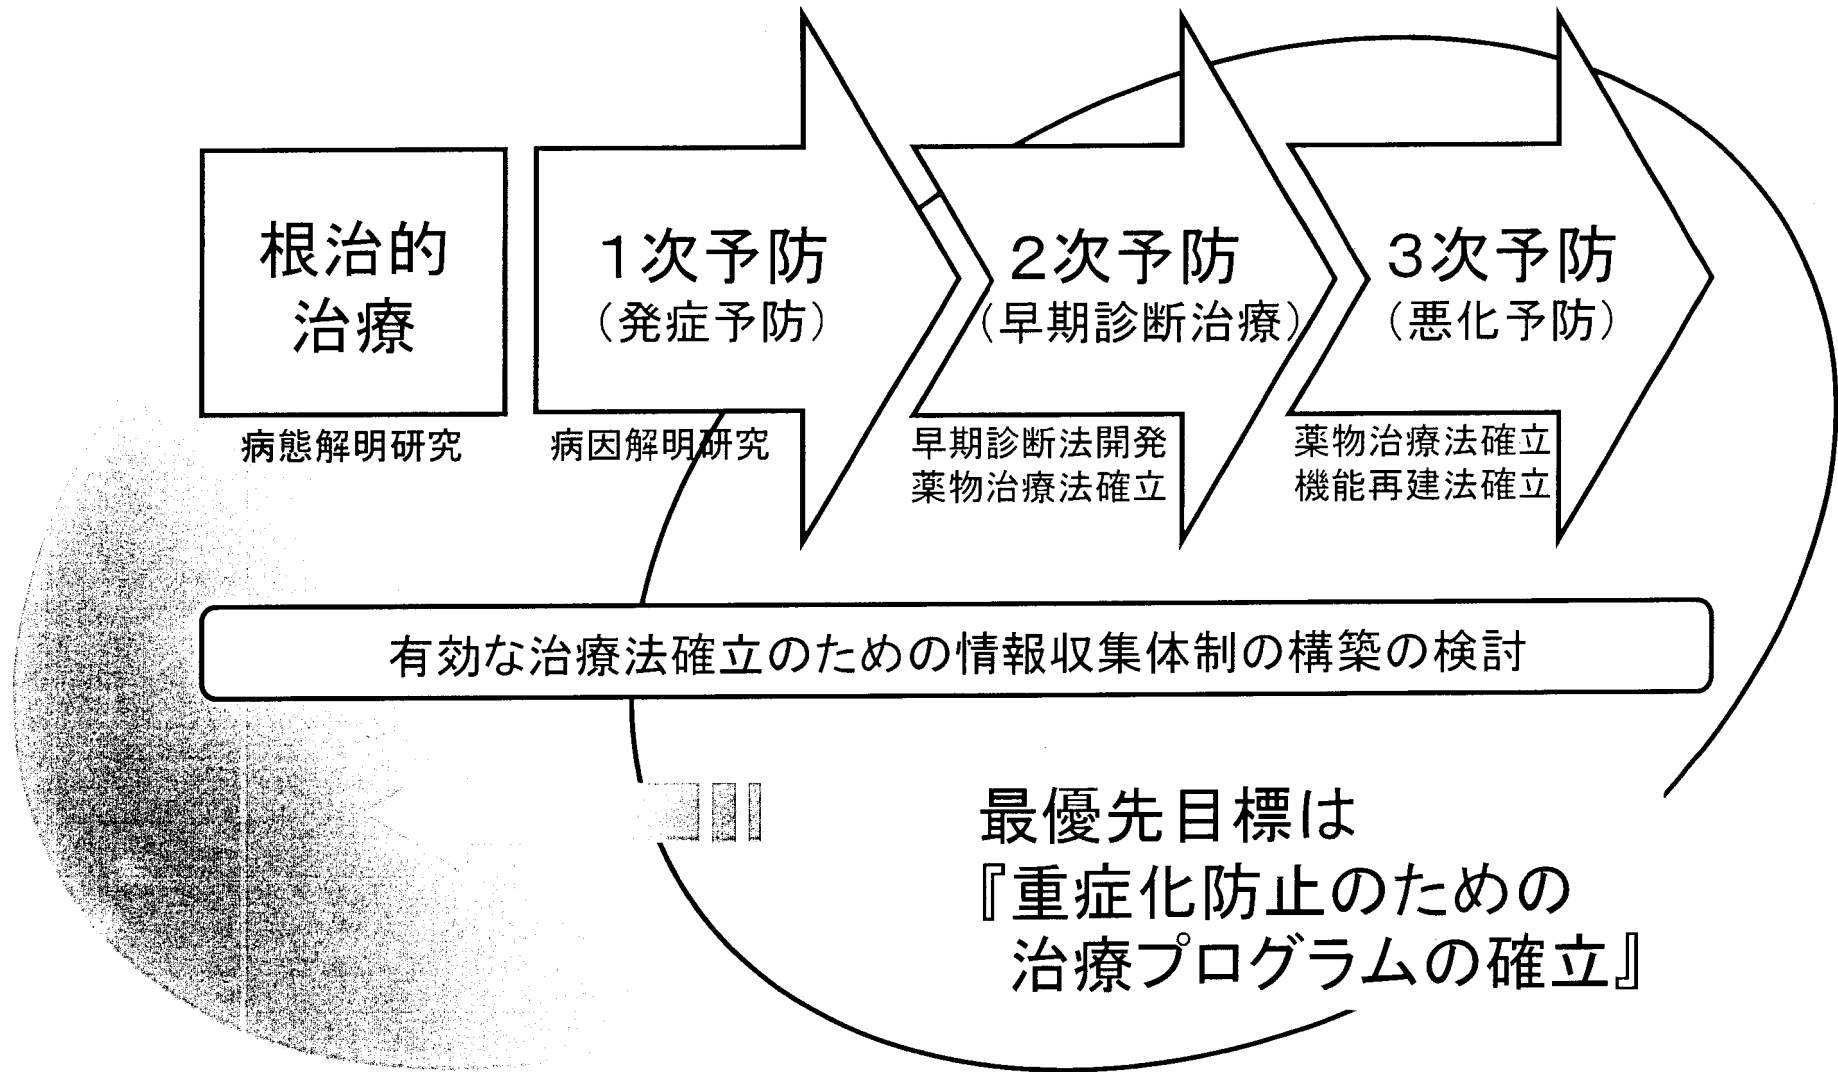 根治的
治療
1次予防
(発症予防)
2次予防
(早期診断治療)
3次予防
(悪化予防)
病態解明研究
病因解明研究
早期診断法開発
薬物治療法確立
薬物治療法確立
機能再建法確立
有効な治療法確立のための情報収集体制の構築の検討
最優先目標は
『重症化防止のための
治療プログラムの確立』